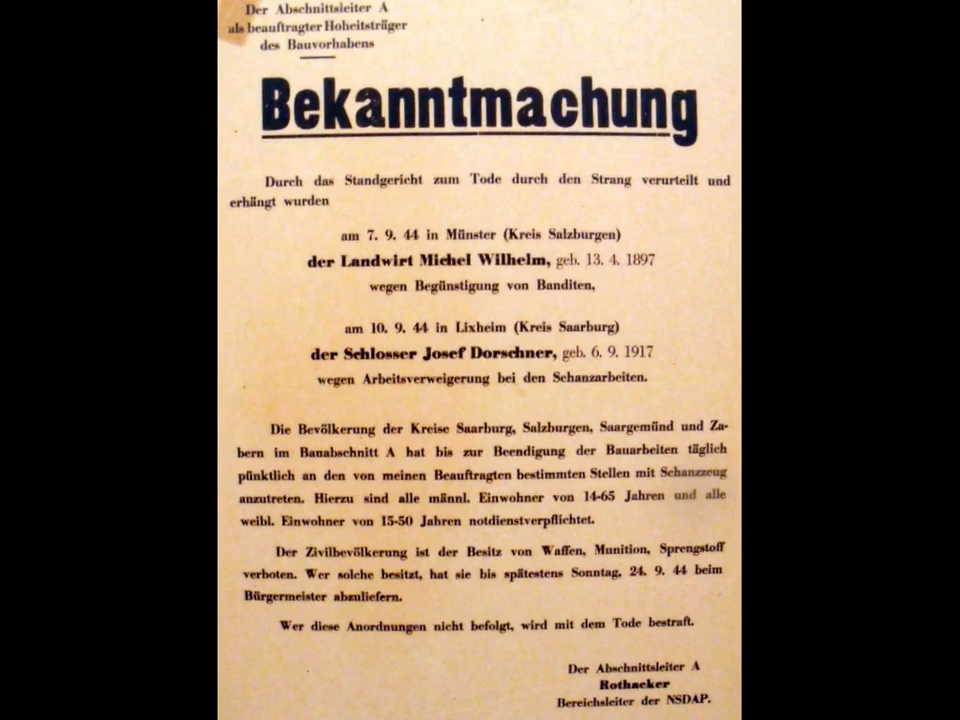 Der Abschnittsleiter A
als beauftragter Hoheitsträger
des Bauvorhabens
Bekanntmachung
Durch das Standgericht zum Tode durch den Strang verurteilt und
erhängt wurden
am 7. 9. 44 in Münster (Kreis Salzburgen)
der Landwirt Michel Wilhelm, geb. 13. 4. 1897
wegen Begünstigung von Banditen,
am 10. 9. 44 in Lixheim (Kreis Saarburg)
der Schlosser Josef Dorschner, geb. 6. 9. 1917
wegen Arbeitsverweigerung bei den Schanzarbeiten.
Die Bevölkerung der Kreise Saarburg, Salzburgen, Saargemünd und Za-
bern im Bauabschnitt A hat bis zur Beendigung der Bauarbeiten täglich
pünktlich an den von meinen Beauftragten bestimmten Stellen mit Schanzzeug
anzutreten. Hierzu sind alle männl. Einwohner von 14-65 Jahren und alle
weibl. Einwohner von 15-50 Jahren notdienstverpflichtet.
Der Zivilbevölkerung ist der Besitz von Waffen, Munition, Sprengstoff
verboten. Wer solche besitzt, hat sie bis spätestens Sonntag, 24. 9. 44 beim
Bürgermeister abzuliefern.
Wer diese Anordnungen nicht befolgt, wird mit dem Tode bestraft.
Der Abschnittsleiter A
Rothacker
Bereichsleiter der NSDAP.